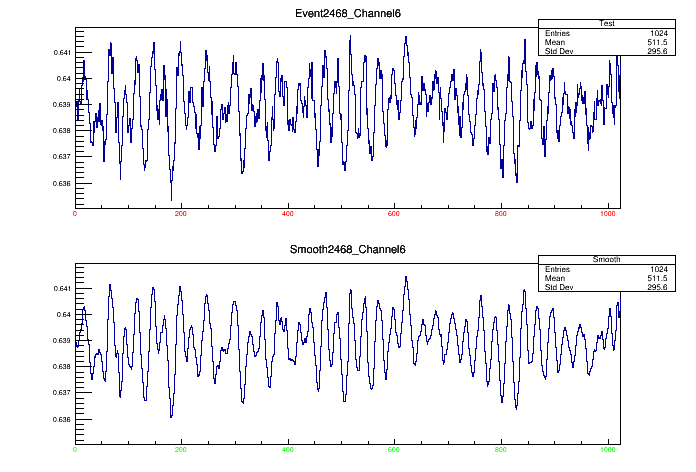 Event2468_Channel6
Test
Entries 1024
Mean 511.5
Std Dev 295.6
0.641
0.64
0.639
0.638
0.637
0.636
0 200 400 600 800 1000
Smooth2468_Channel6
Smooth
Entries 1024
Mean 511.5
Std Dev 295.6
0.641
0.64
0.639
0.638
0.637
0.636
0 200 400 600 800 1000